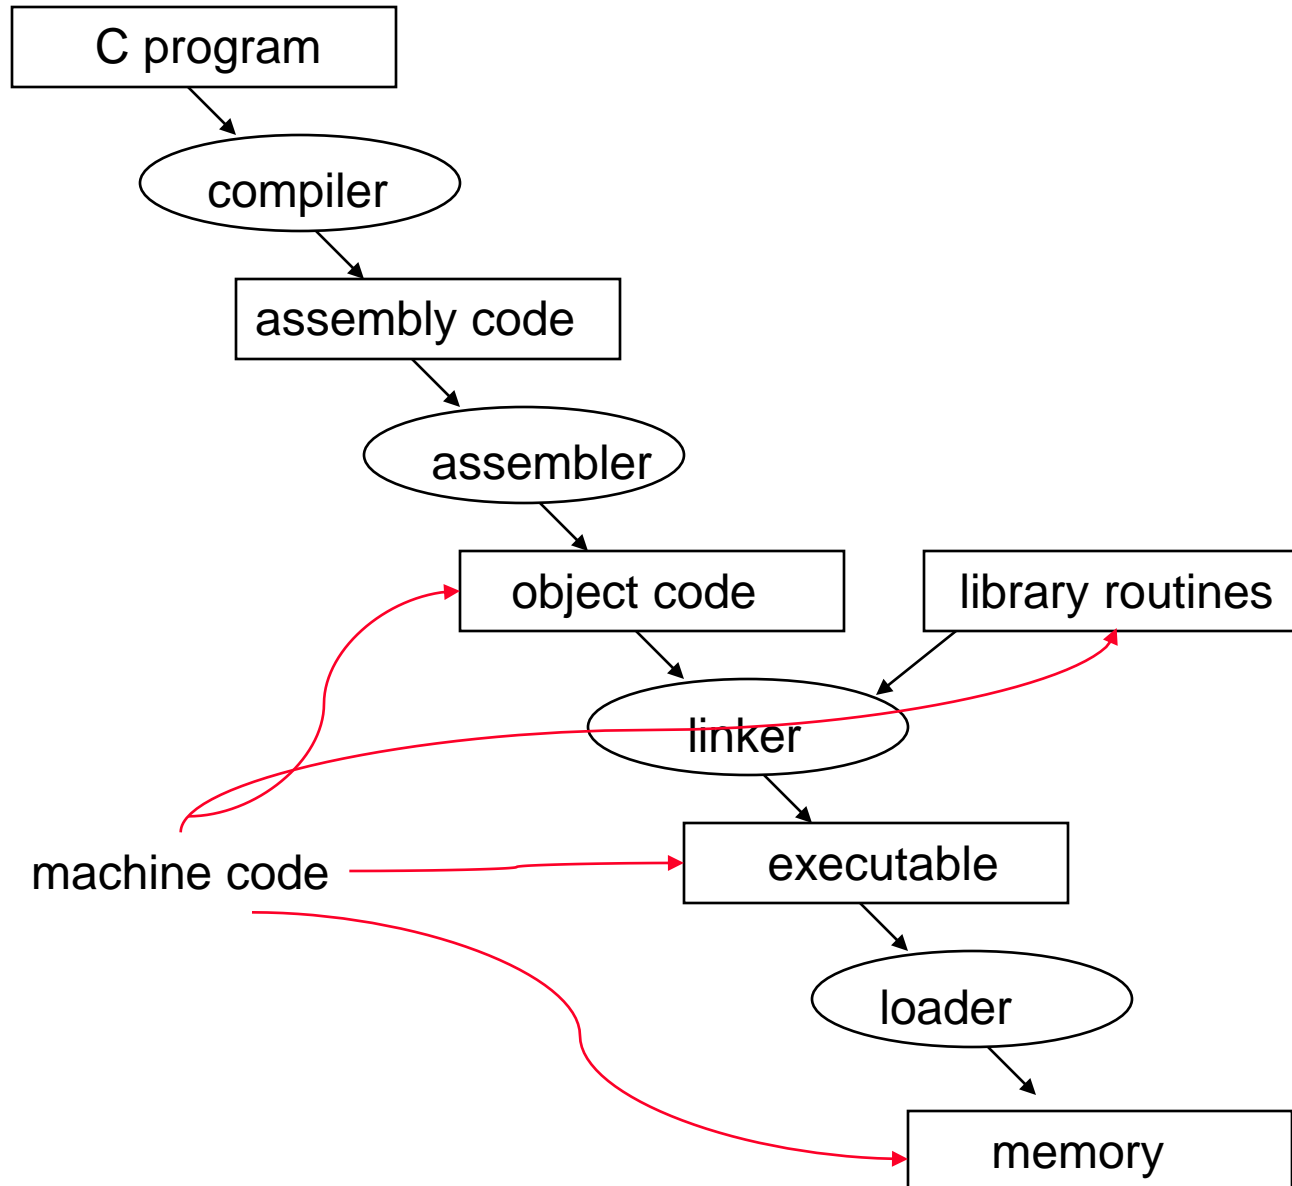 C program
compiler
assembly code
assembler
object code
library routines
linker
machine code
executable
loader
memory